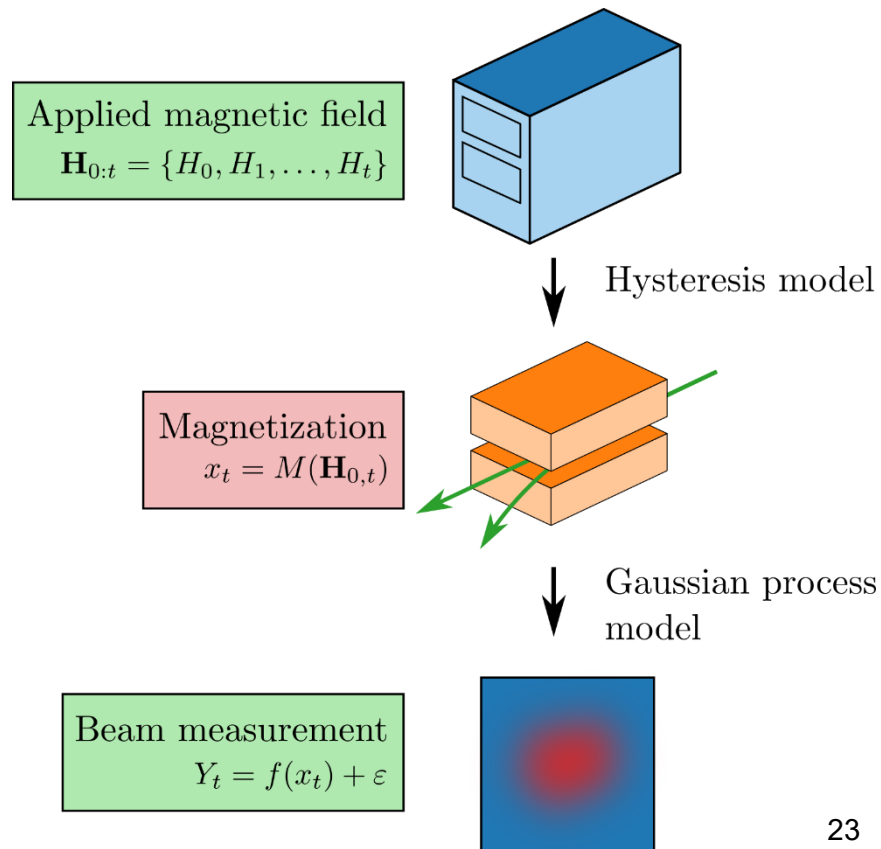 Applied magnetic field
𝐇₀:ₜ = {H₀, H₁, . . . , Hₜ}
Hysteresis model
Magnetization
xₜ = M(𝐇₀,ₜ)
Gaussian process
model
Beam measurement
Yₜ = f(xₜ) + ε
23